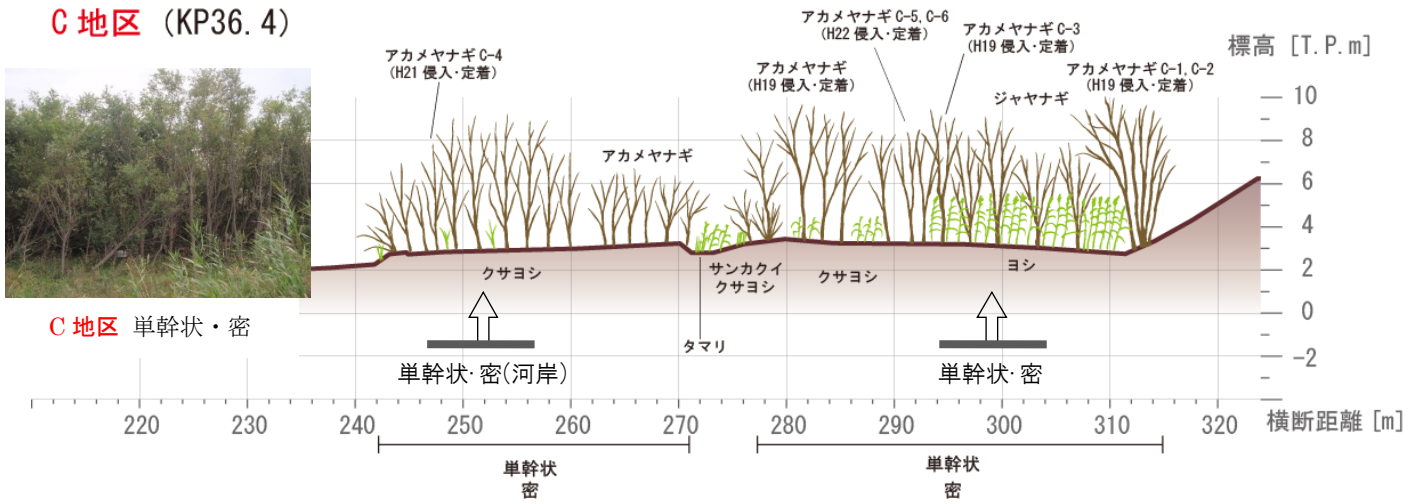 C 地区 (KP36.4)
アカメヤナギ C-4
(H21 侵入・定着)
アカメヤナギ
アカメヤナギ
(H19 侵入・定着)
アカメヤナギ C-5, C-6
(H22 侵入・定着)
アカメヤナギ C-3
(H19 侵入・定着)
ジャヤナギ
アカメヤナギ C-1, C-2
(H19 侵入・定着)
標高 [T.P.m]
10
8
6
4
2
0
-2
クサヨシ
サンカクイ
クサヨシ
クサヨシ
ヨシ
タマリ
C 地区 単幹状・密
単幹状・密(河岸)
単幹状・密
220
230
240
250
260
270
280
290
300
310
320
横断距離 [m]
単幹状
密
単幹状
密